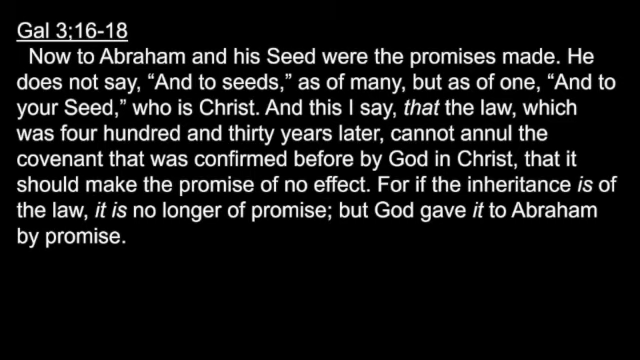 Gal 3;16-18
Now to Abraham and his Seed were the promises made. He
does not say, “And to seeds,” as of many, but as of one, “And to
your Seed,” who is Christ. And this I say, that the law, which
was four hundred and thirty years later, cannot annul the
covenant that was confirmed before by God in Christ, that it
should make the promise of no effect. For if the inheritance is of
the law, it is no longer of promise; but God gave it to Abraham
by promise.